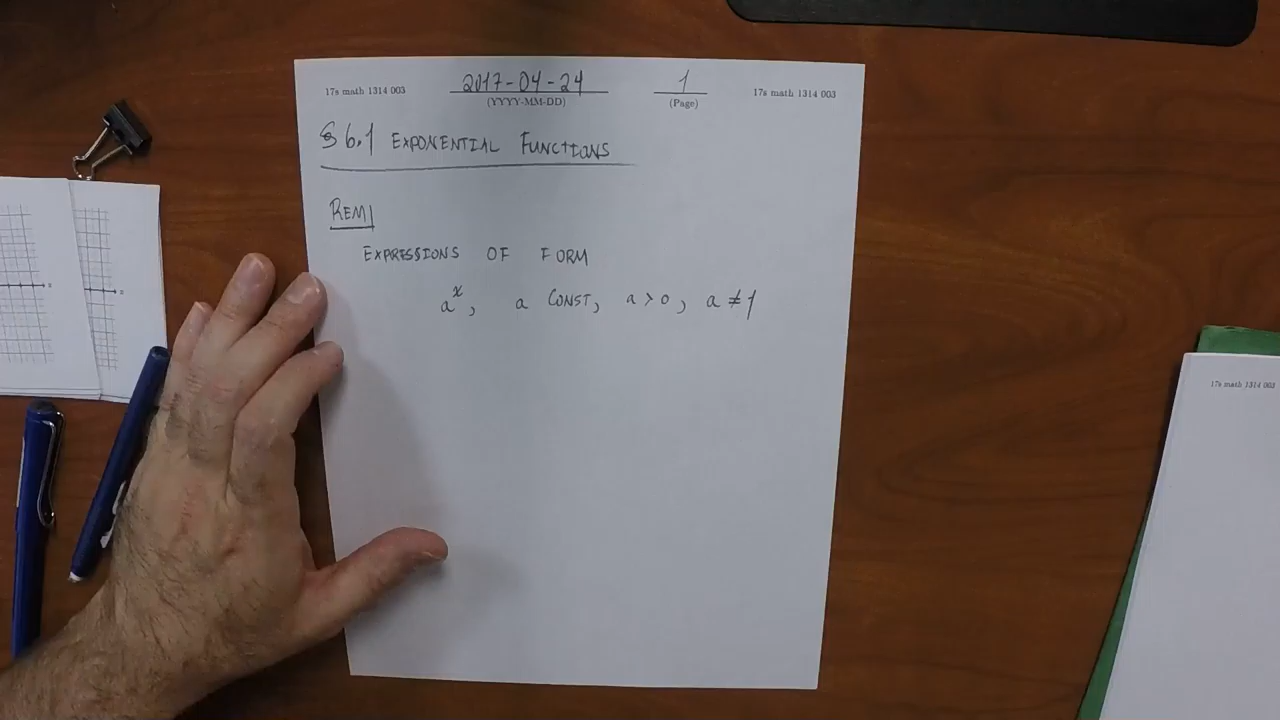 17s math 1314 003 2017-04-24 1 17s math 1314 003
(YYYY-MM-DD) (Page)
§ 6.1 EXPONENTIAL FUNCTIONS
REM
EXPRESSIONS OF FORM
aˣ, a CONST, a > 0, a ≠ 1
x
x
17s math 1314 003